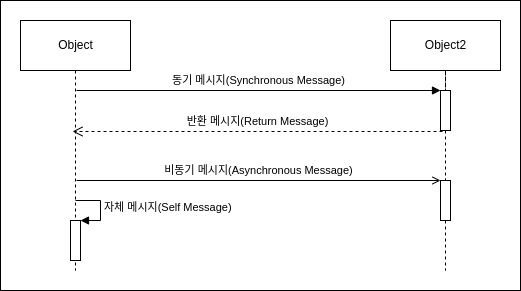 Object
Object2
동기 메시지(Synchronous Message)
반환 메시지(Return Message)
비동기 메시지(Asynchronous Message)
자체 메시지(Self Message)